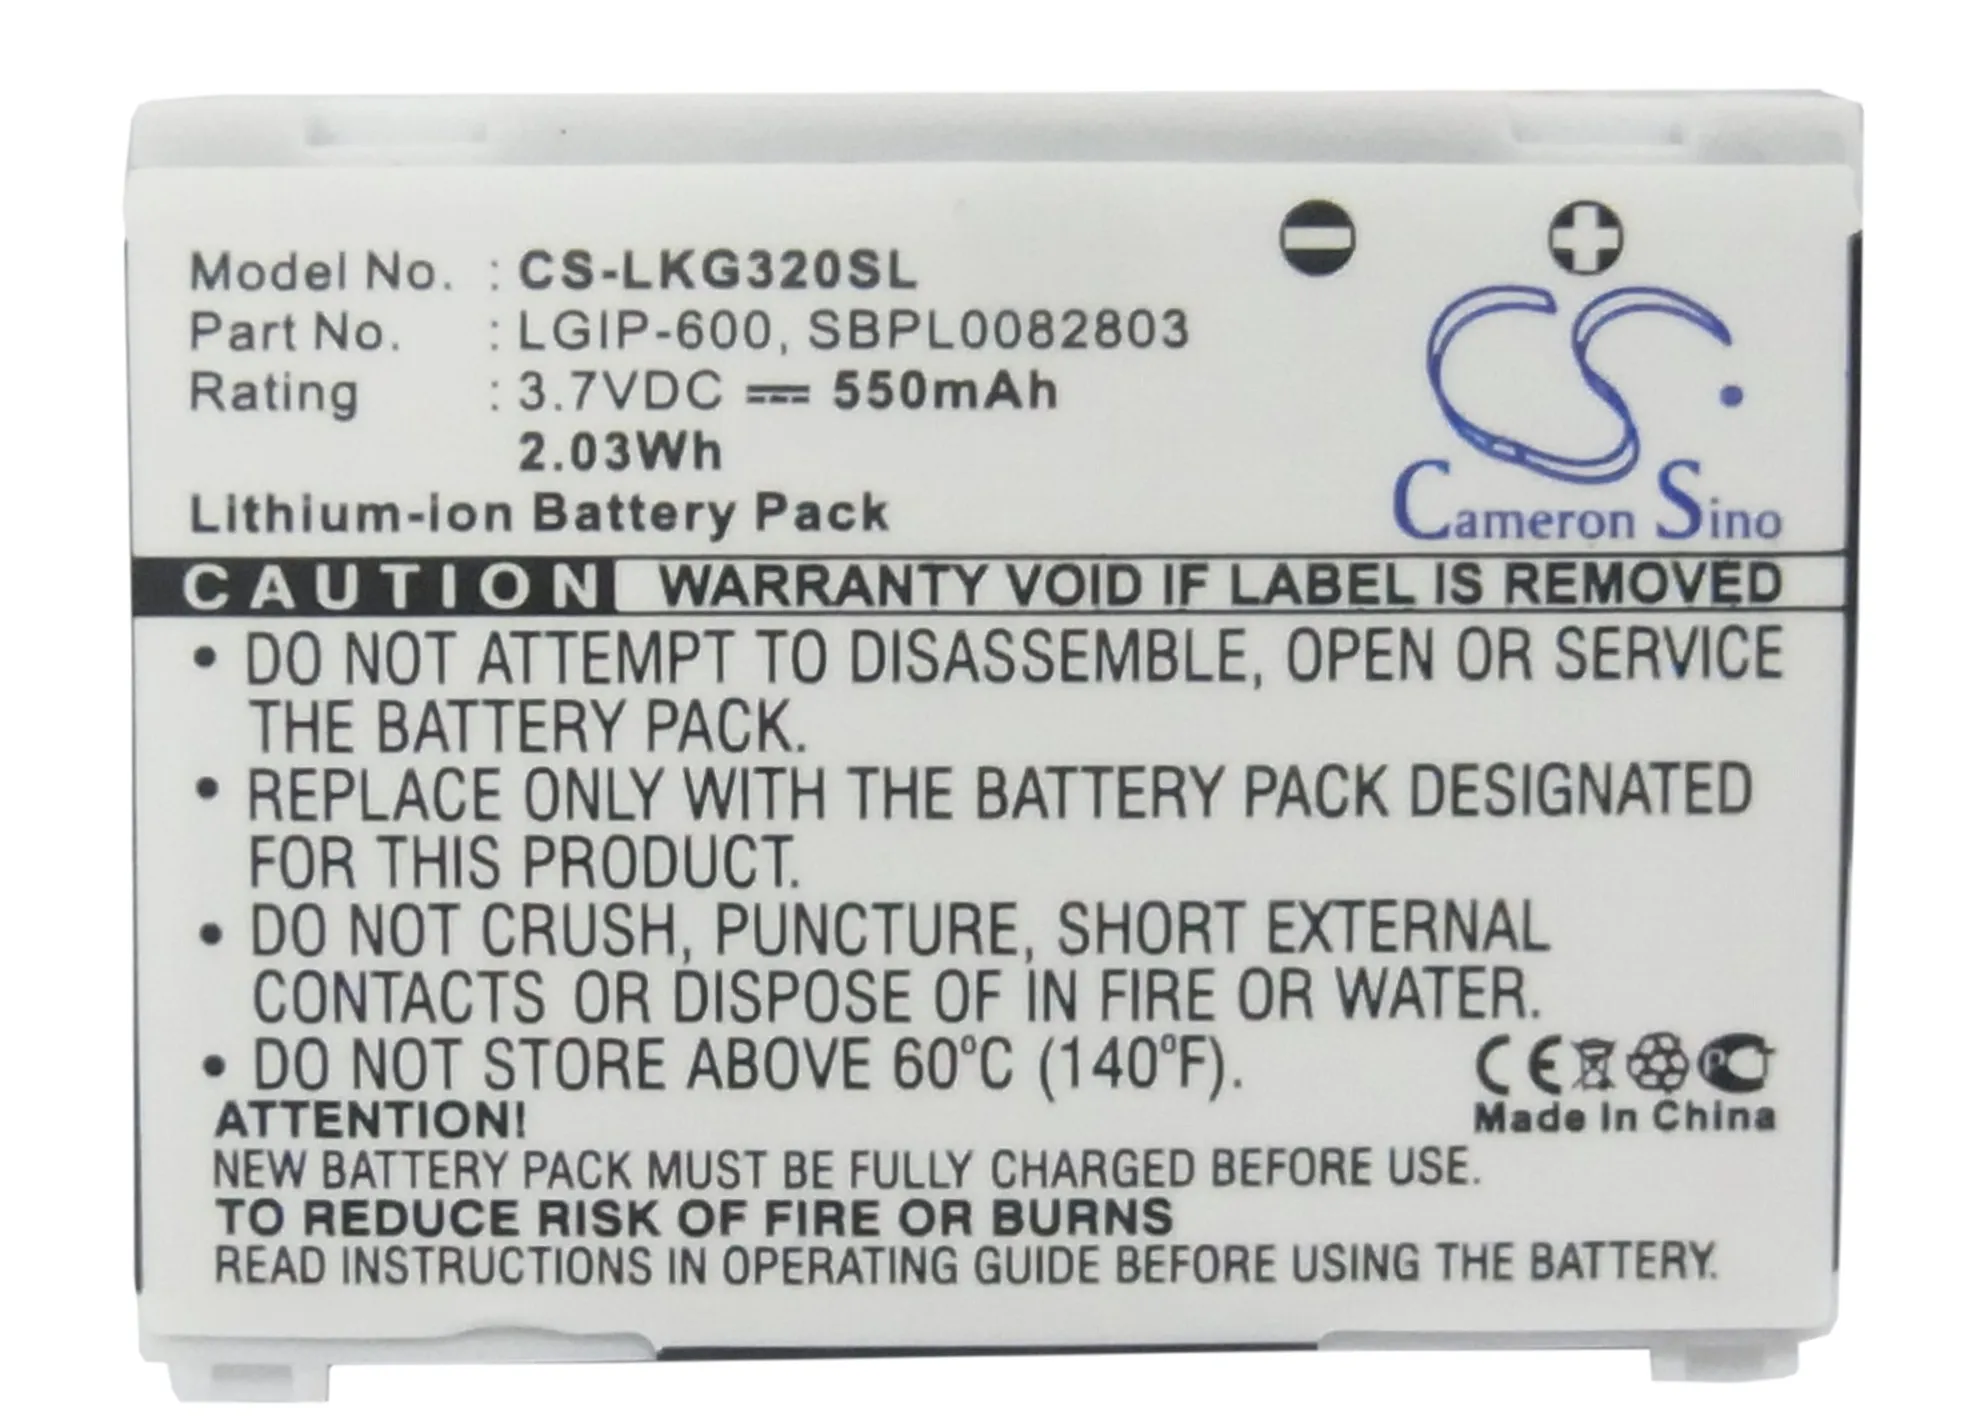 Model No. : CS-LKG320SL
Part No. : LGIP-600, SBPL0082803
Rating : 3.7VDC 550mAh
2.03Wh
Lithium-ion Battery Pack
Cameron Sino
CAUTION WARRANTY VOID IF LABEL IS REMOVED
• DO NOT ATTEMPT TO DISASSEMBLE, OPEN OR SERVICE
THE BATTERY PACK.
• REPLACE ONLY WITH THE BATTERY PACK DESIGNATED
FOR THIS PRODUCT.
• DO NOT CRUSH, PUNCTURE, SHORT EXTERNAL
CONTACTS OR DISPOSE OF IN FIRE OR WATER.
• DO NOT STORE ABOVE 60°C (140°F).
CE
Made In China
ATTENTION!
NEW BATTERY PACK MUST BE FULLY CHARGED BEFORE USE.
TO REDUCE RISK OF FIRE OR BURNS
READ INSTRUCTIONS IN OPERATING GUIDE BEFORE USING THE BATTERY.